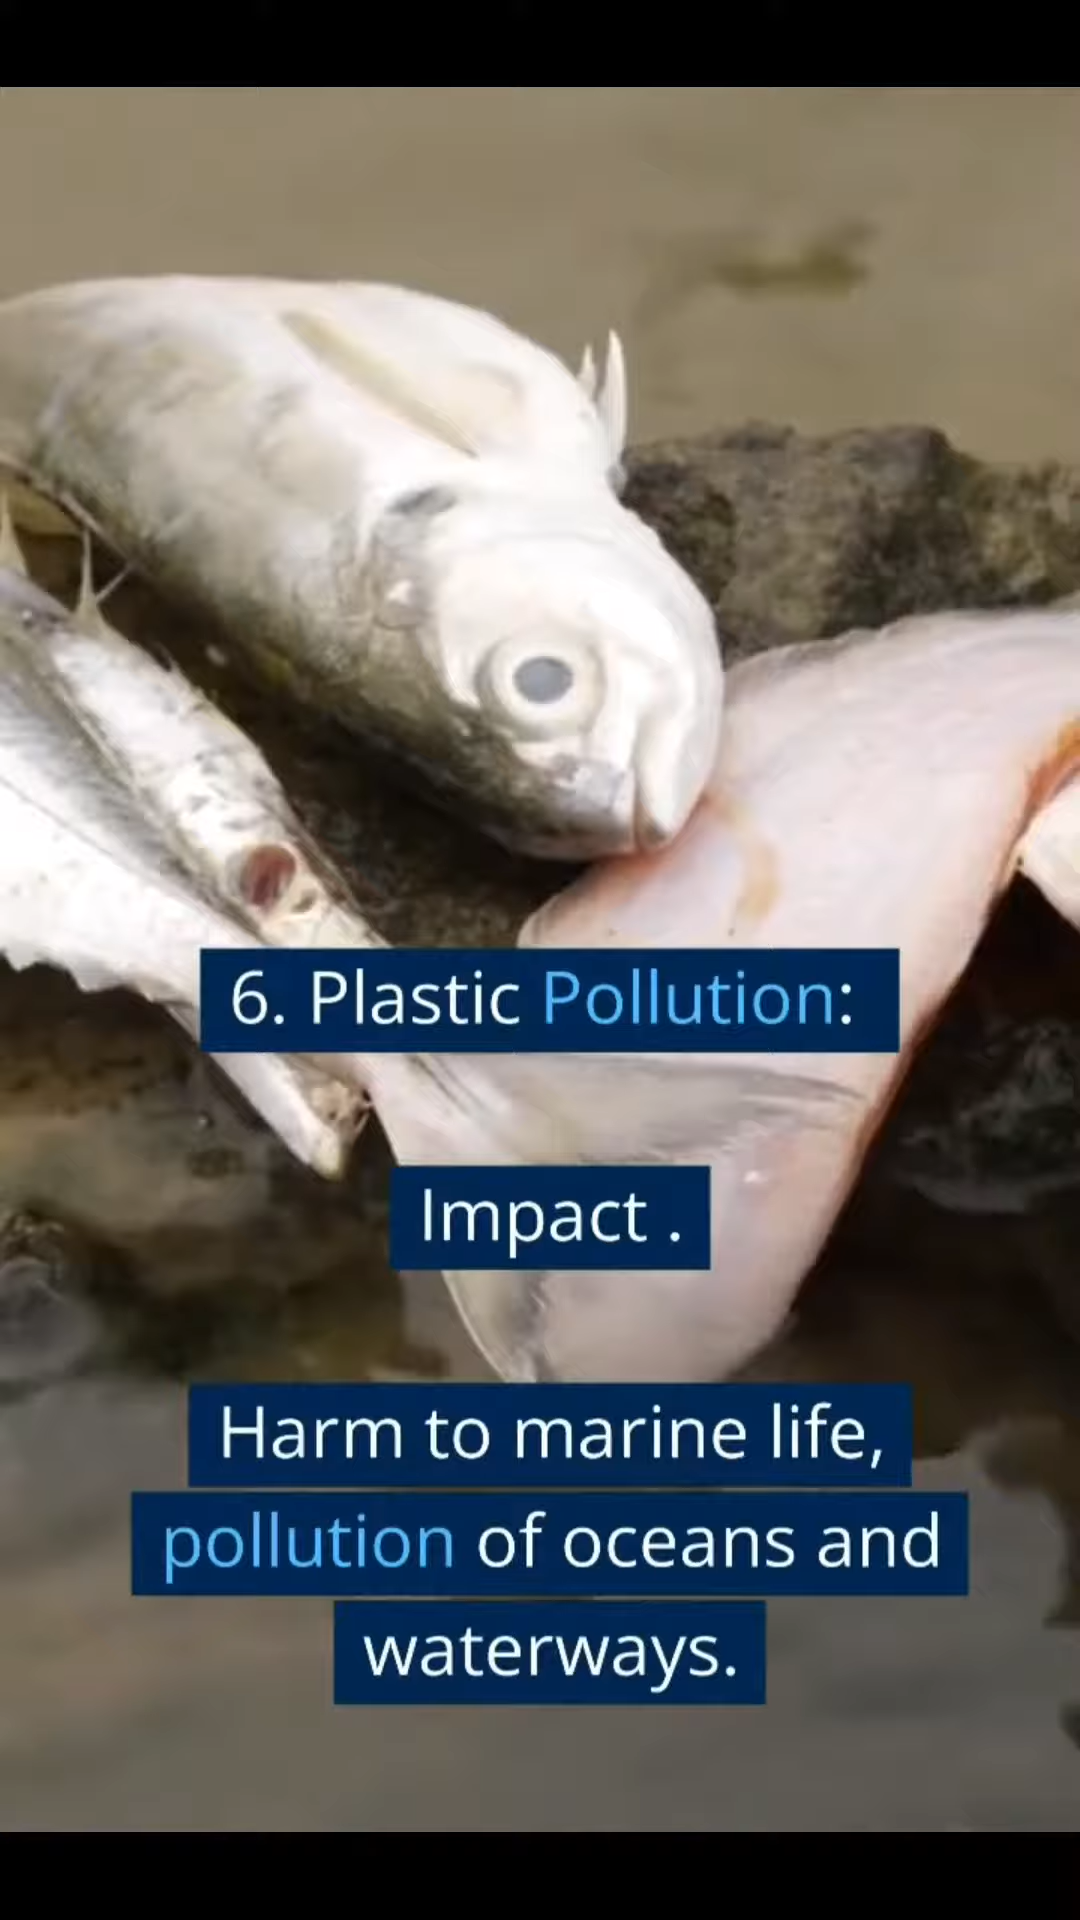 6. Plastic Pollution:
Impact .
Harm to marine life,
pollution of oceans and
waterways.